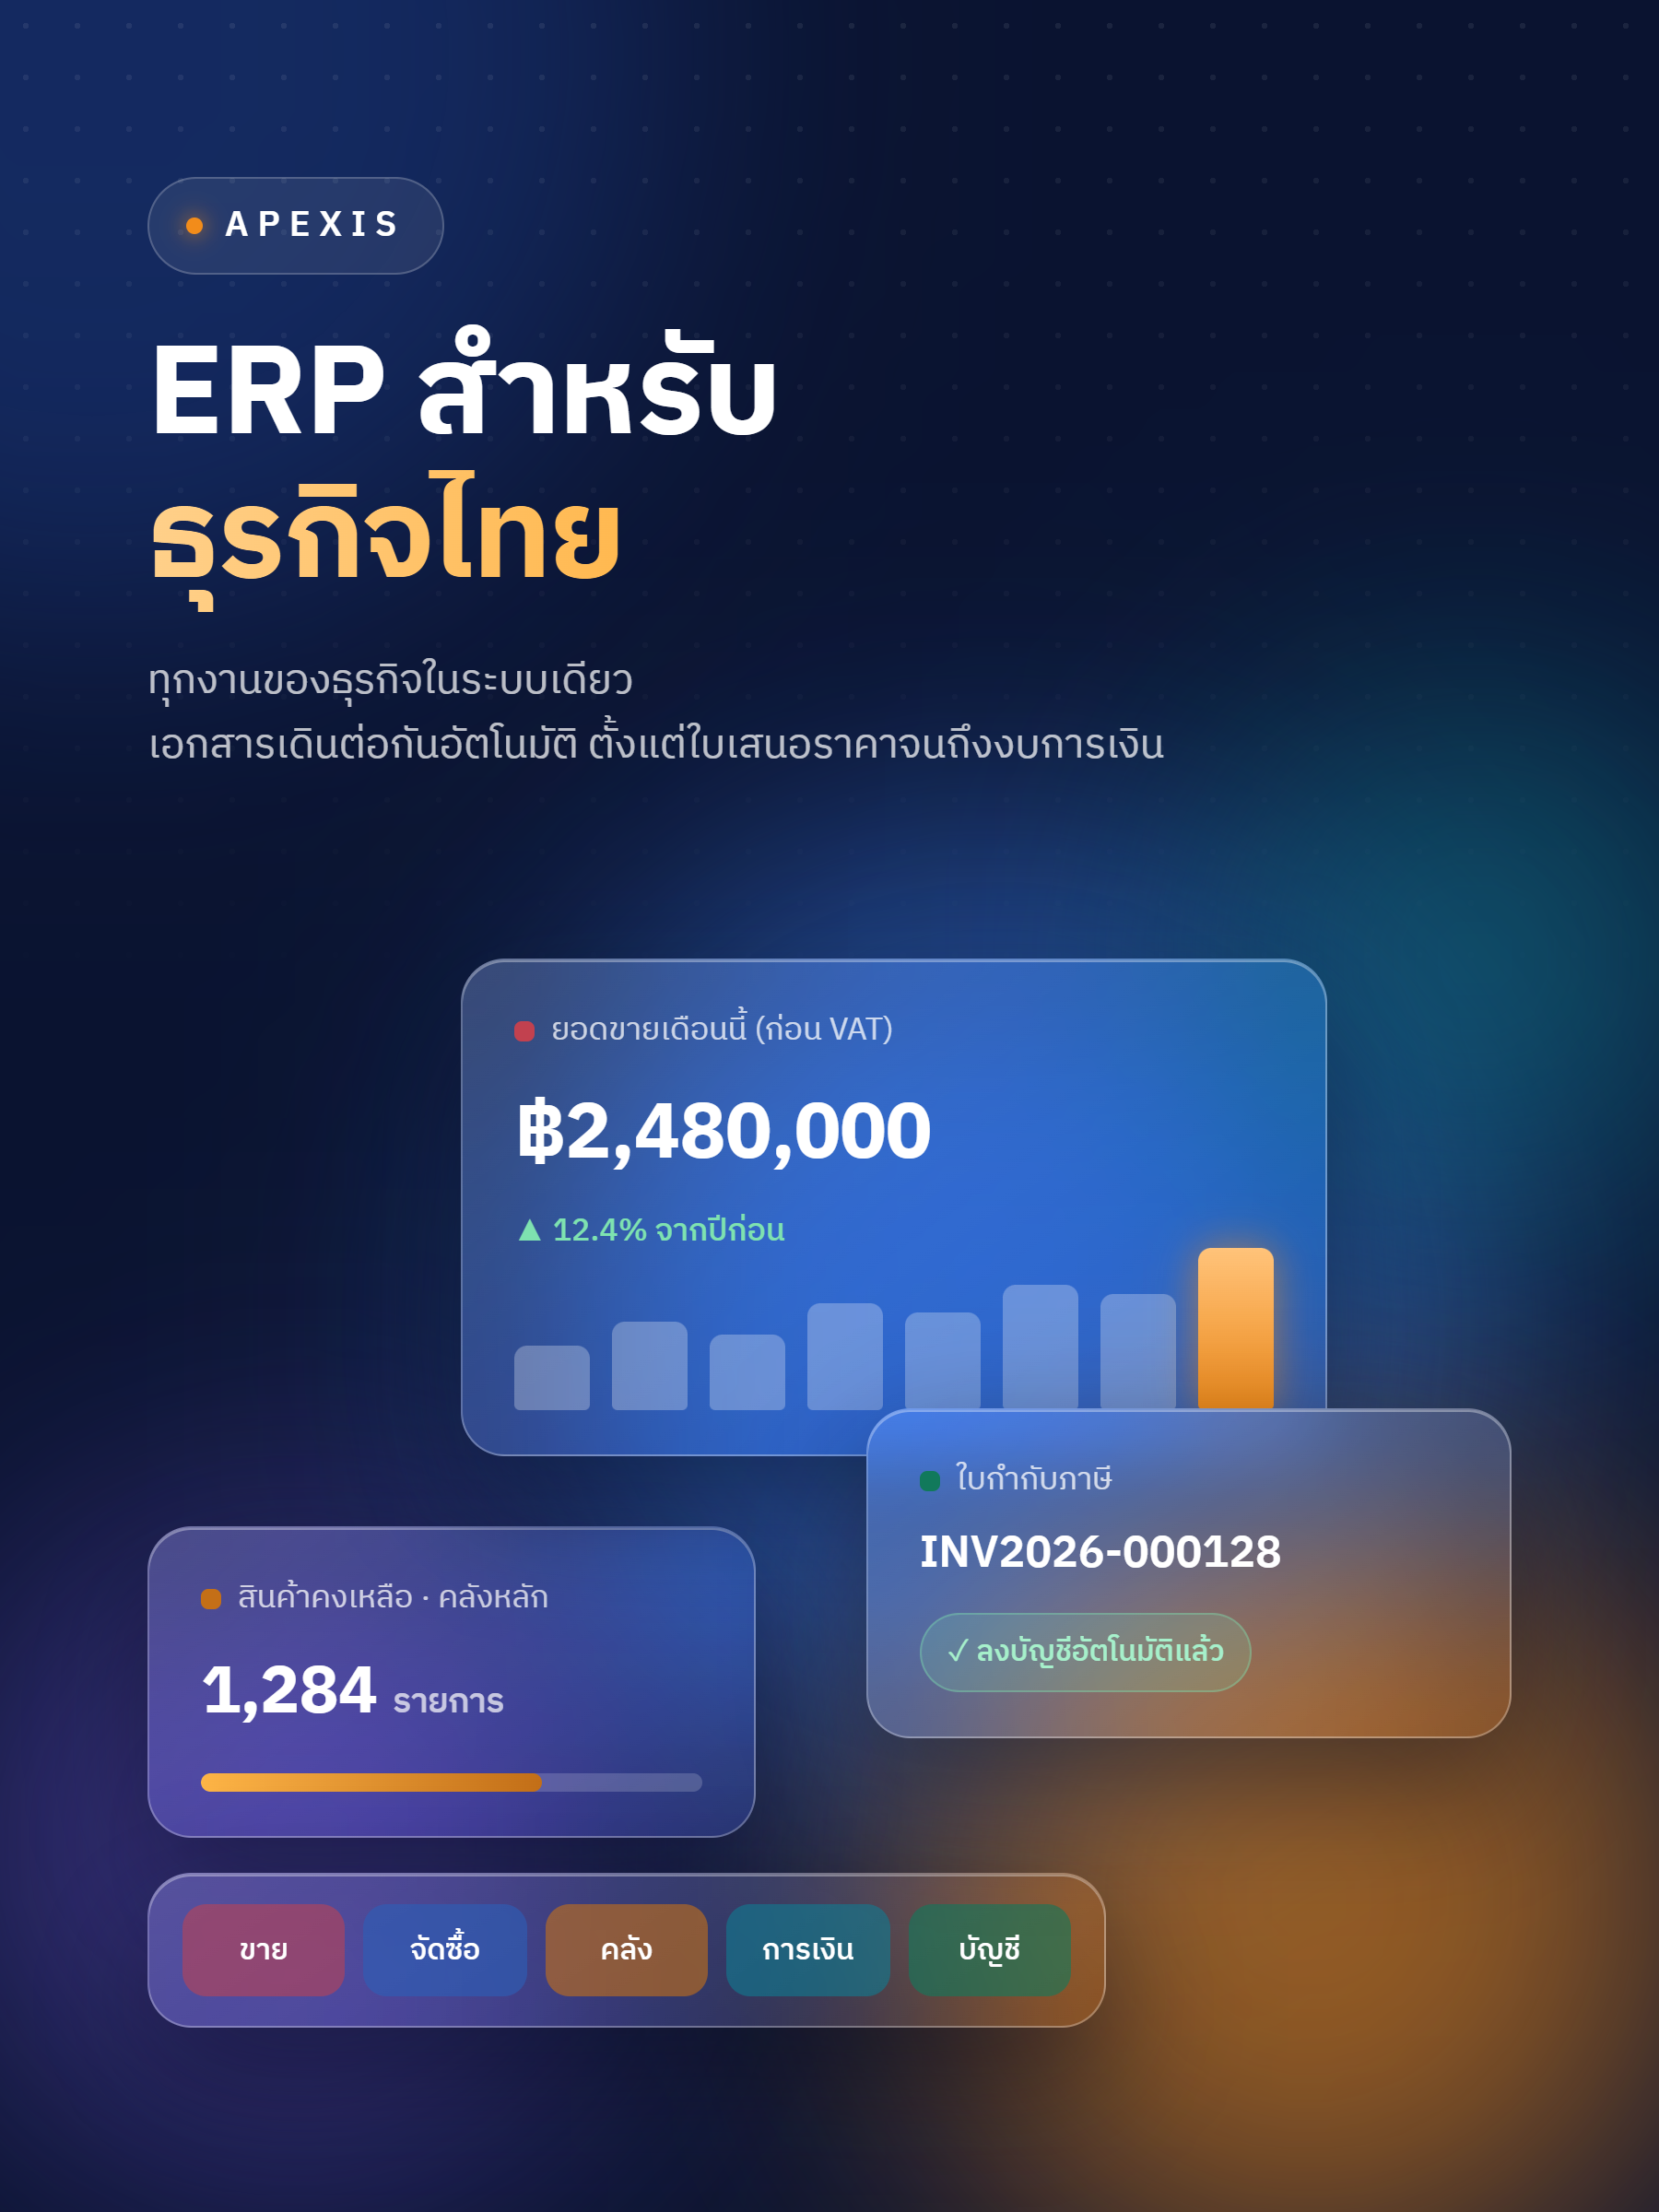 APEXIS
ERP สำหรับ
ธุรกิจไทย
ทุกงานของธุรกิจในระบบเดียว
เอกสารเดินต่อกันอัตโนมัติ ตั้งแต่ใบเสนอราคาจนถึงงบการเงิน
ยอดขายเดือนนี้ (ก่อน VAT)
฿2,480,000
▲ 12.4% จากปีก่อน
ใบกำกับภาษี
INV2026-000128
✓ ลงบัญชีอัตโนมัติแล้ว
สินค้าคงเหลือ · คลังหลัก
1,284 รายการ
ขาย จัดซื้อ คลัง การเงิน บัญชี